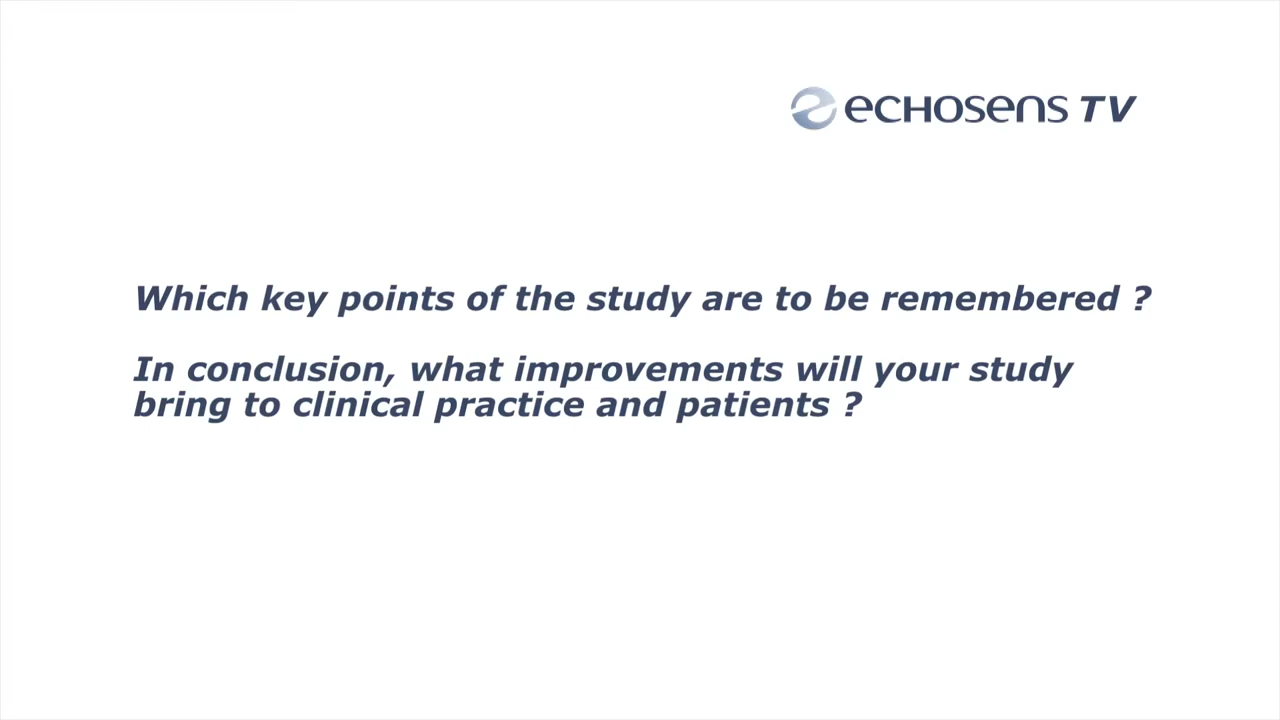 echosens TV
Which key points of the study are to be remembered ?
In conclusion, what improvements will your study
bring to clinical practice and patients ?